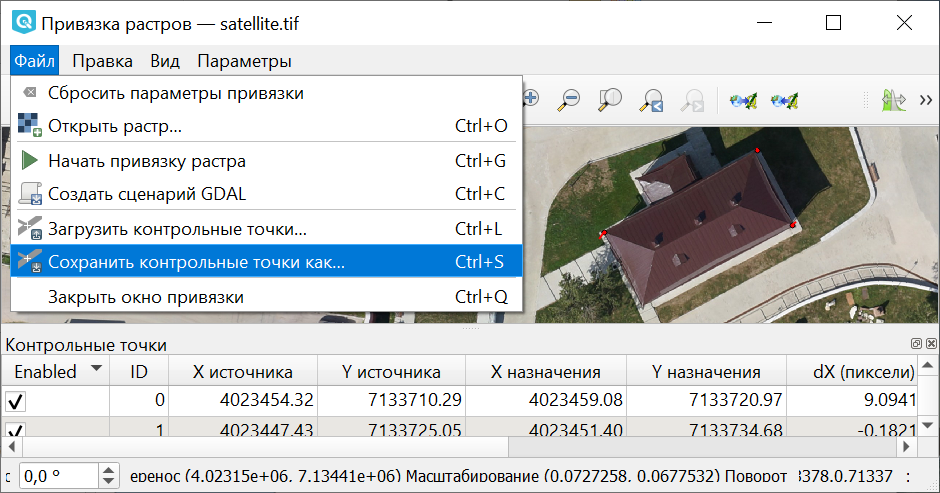 Привязка растров — satellite.tif
Файл Правка Вид Параметры
Сбросить параметры привязки
Открыть растр... Ctrl+O
Начать привязку растра Ctrl+G
Создать сценарий GDAL Ctrl+C
Загрузить контрольные точки... Ctrl+L
Сохранить контрольные точки как... Ctrl+S
Закрыть окно привязки Ctrl+Q
Контрольные точки
Enabled ID X источника Y источника X назначения Y назначения dX (пиксели)
0 4023454.32 7133710.29 4023459.08 7133720.97 9.0941
1 4023447.43 7133725.05 4023451.40 7133734.68 -0.1821
с 0,0 ° еренос (4.02315e+06, 7.13441e+06) Масштабирование (0.0727258, 0.0677532) Поворот 3378,0.71337 :